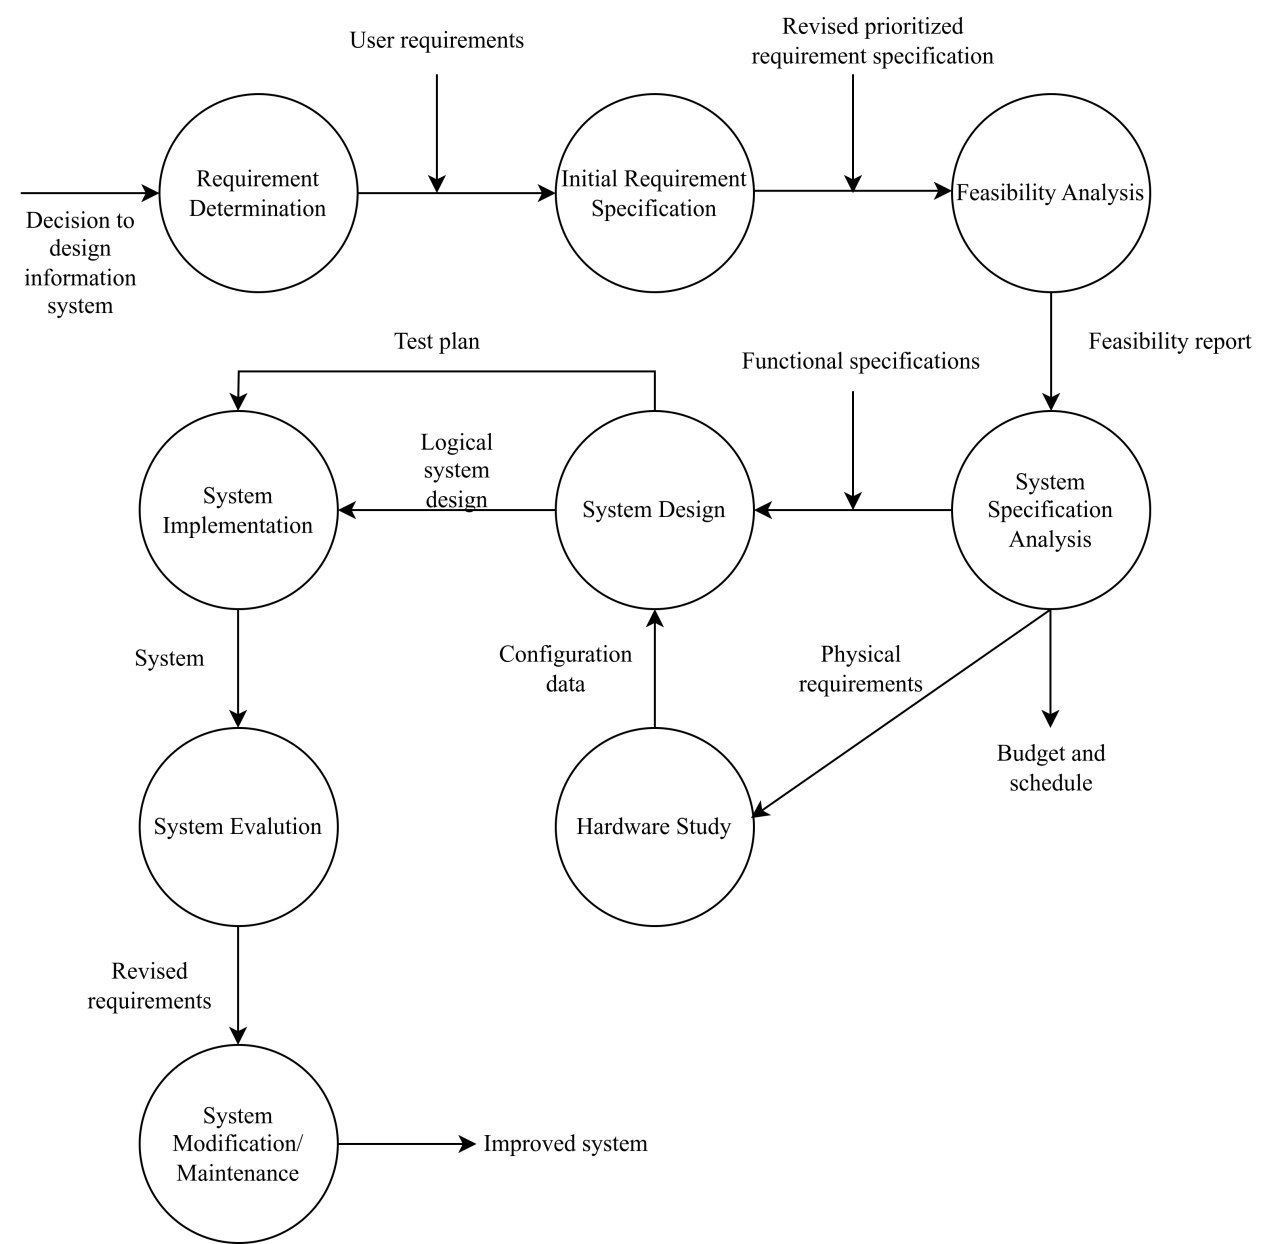 User requirements
Revised prioritized
requirement specification
Requirement
Determination
Initial Requirement
Specification
Feasibility Analysis
Decision to
design
information
system
Test plan
Functional specifications
Feasibility report
System
Implementation
Logical
system
design
System Design
System
Specification
Analysis
System
Configuration
data
Physical
requirements
Budget and
schedule
System Evalution
Hardware Study
Revised
requirements
System
Modification/
Maintenance
Improved system